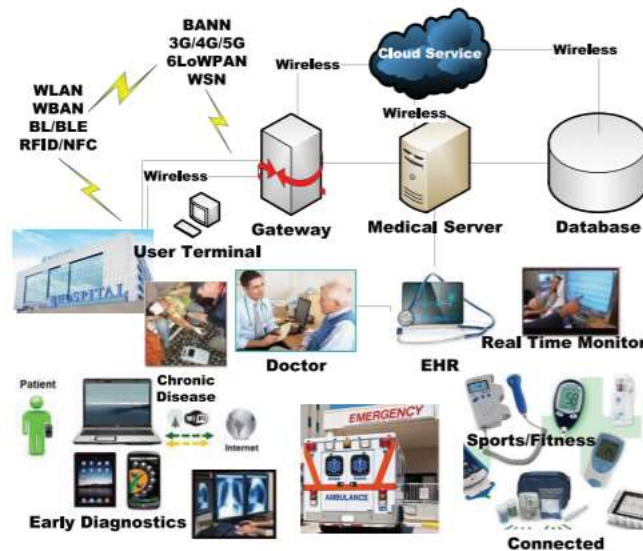 BANN
3G/4G/5G
6LoWPAN
WSN
Cloud Service
Wireless
Wireless
WLAN
WBAN
BL/BLE
RFID/NFC
Wireless
Gateway
Medical Server
Database
User Terminal
Doctor
EHR
Real Time Monitor
Patient
Chronic
Disease
Internet
EMERGENCY
AMBULANCE
Sports/Fitness
Early Diagnostics
Connected